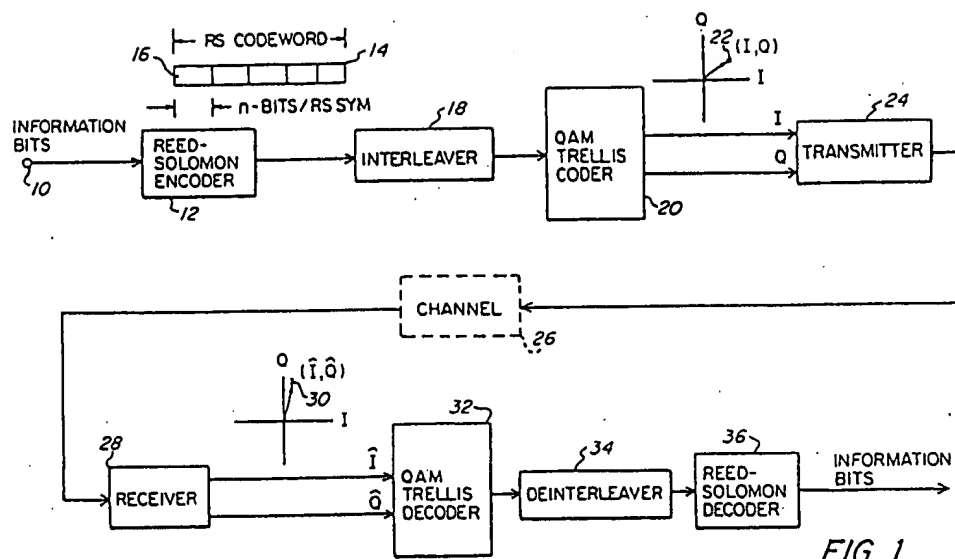 RS CODEWORD
16
14
n-BITS/RS SYM
INFORMATION BITS
10
REED-SOLOMON ENCODER
12
18
INTERLEAVER
QAM TRELLIS CODER
20
Q
22
(I,Q)
I
I
Q
24
TRANSMITTER
CHANNEL
26
28
RECEIVER
Q
(Î,Q̂)
30
I
Î
Q̂
32
QAM TRELLIS DECODER
34
DEINTERLEAVER
36
REED-SOLOMON DECODER
INFORMATION BITS
FIG. 1